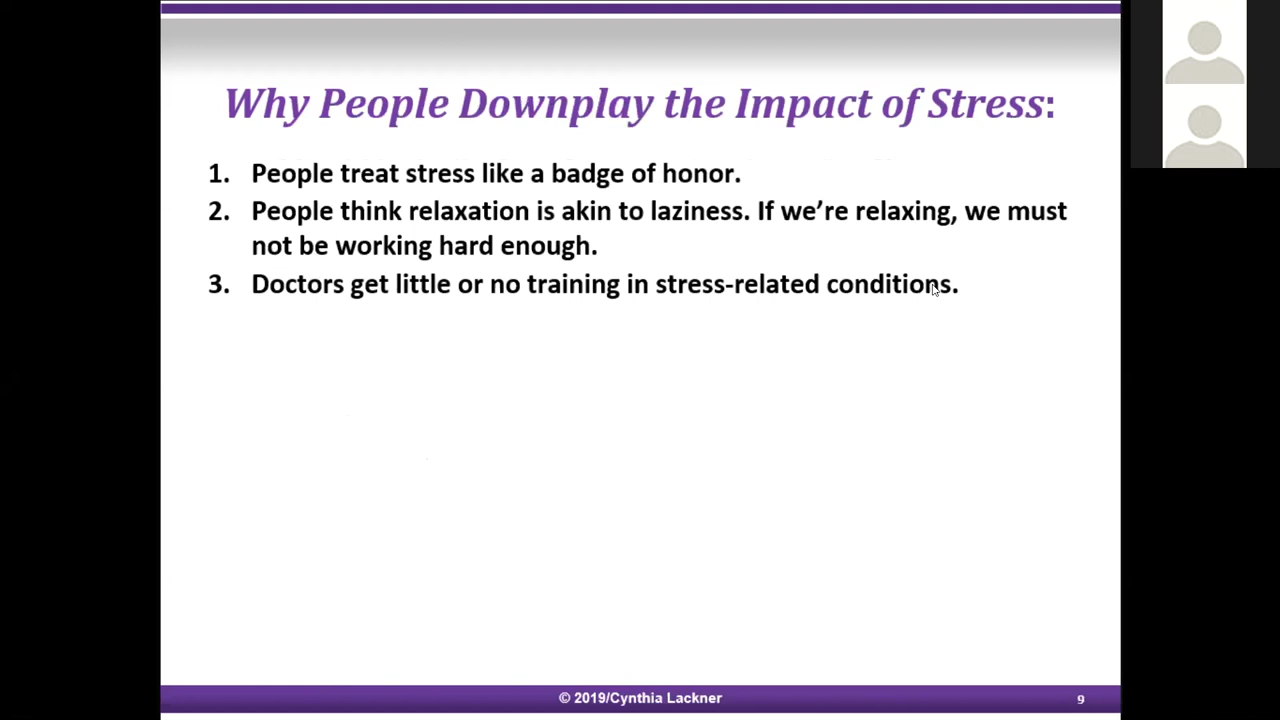 Why People Downplay the Impact of Stress:
1. People treat stress like a badge of honor.
2. People think relaxation is akin to laziness. If we’re relaxing, we must
not be working hard enough.
3. Doctors get little or no training in stress-related conditions.
© 2019/Cynthia Lackner
9